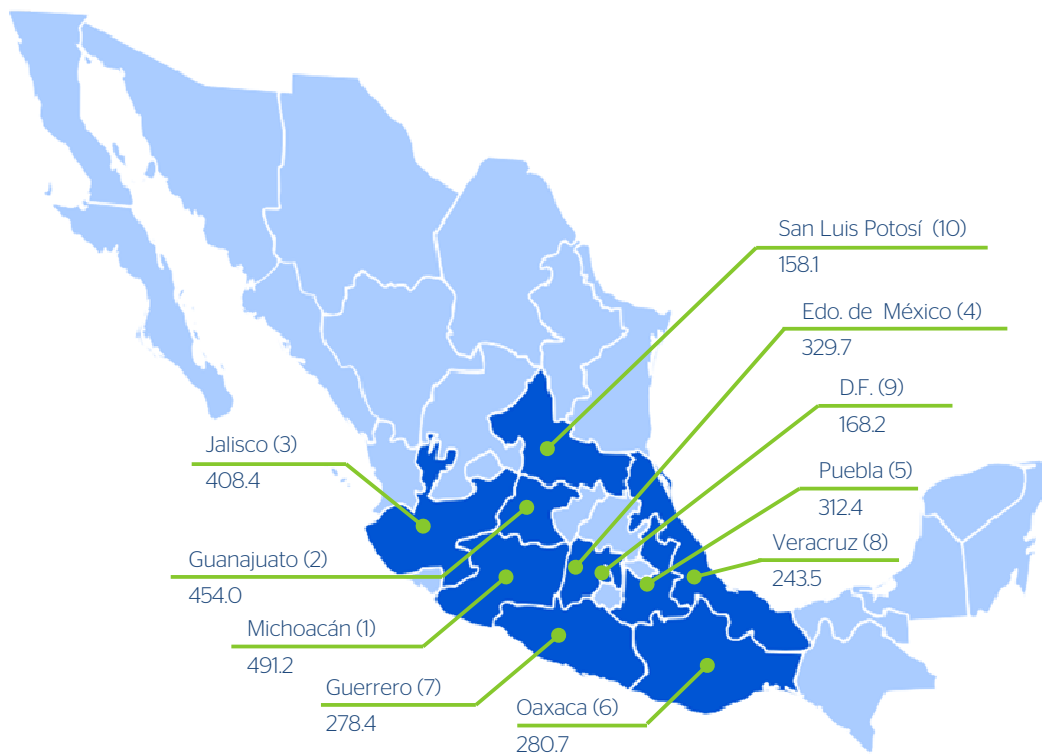 San Luis Potosí (10)
158.1
Edo. de México (4)
329.7
D.F. (9)
168.2
Jalisco (3)
408.4
Puebla (5)
312.4
Veracruz (8)
243.5
Guanajuato (2)
454.0
Michoacán (1)
491.2
Guerrero (7)
278.4
Oaxaca (6)
280.7